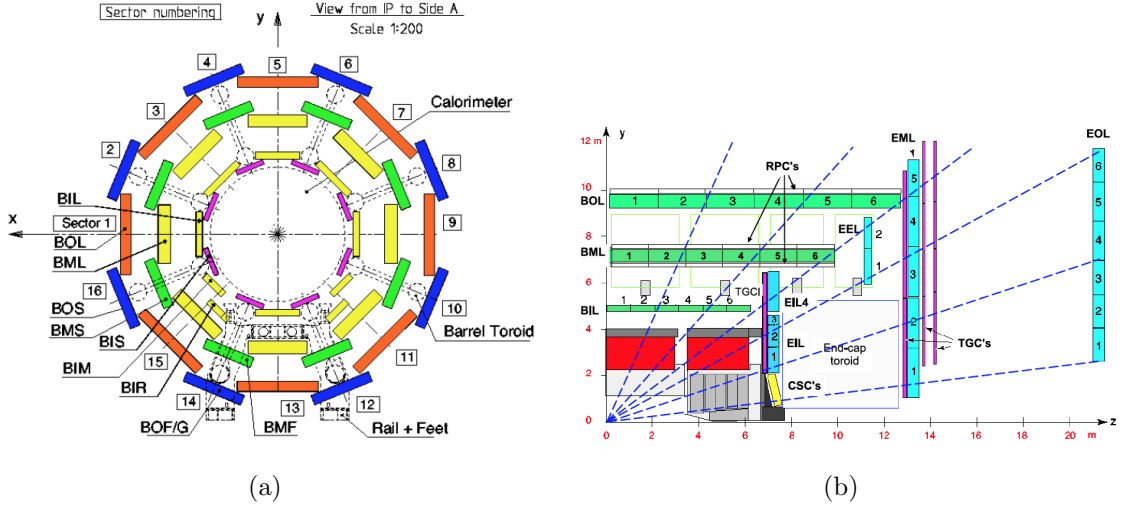 Sector numbering
View from IP to Side A
Scale 1:200
y
4
5
6
3
7
Calorimeter
2
8
BIL
x
Sector 1
9
BOL
BML
16
10
BOS
BMS
Barrel Toroid
BIS
15
11
BIM
BIR
14
13
12
BOF/G
BMF
Rail + Feet
(a)
12 m
y
EML
EOL
RPC's
10
BOL
1 2 3 4 5 6
8
EEL
2
1
BML
1 2 3 4 5 6
6
TGCI
1 2 3 4 5 6
BIL
EIL4
3
2
1
EIL
4
End-cap
toroid
2
CSC's
TGC's
5
4
3
2
1
6
5
4
3
2
1
0
0 2 4 6 8 10 12 14 16 18 20 m
z
(b)